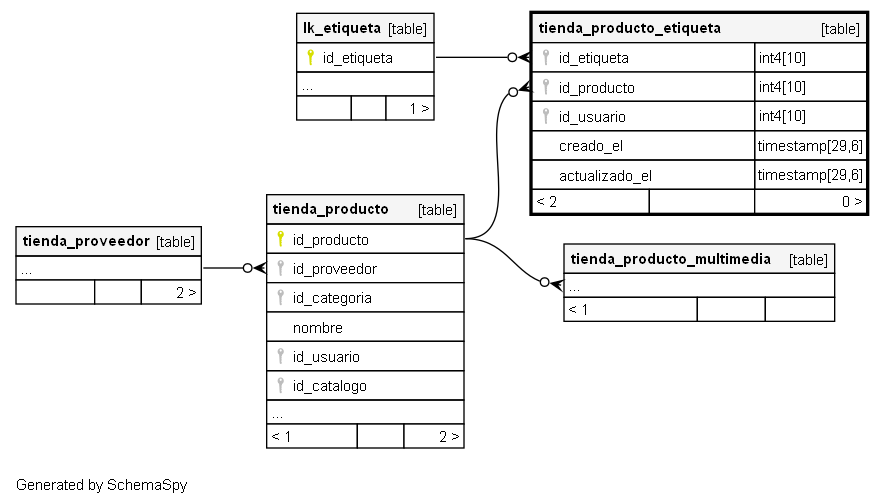 lk_etiqueta [table]
id_etiqueta
...
1 >
tienda_producto_etiqueta [table]
id_etiqueta int4[10]
id_producto int4[10]
id_usuario int4[10]
creado_el timestamp[29,6]
actualizado_el timestamp[29,6]
< 2 0 >
tienda_proveedor [table]
...
2 >
tienda_producto [table]
id_producto
id_proveedor
id_categoria
nombre
id_usuario
id_catalogo
...
< 1 2 >
tienda_producto_multimedia [table]
...
< 1
Generated by SchemaSpy